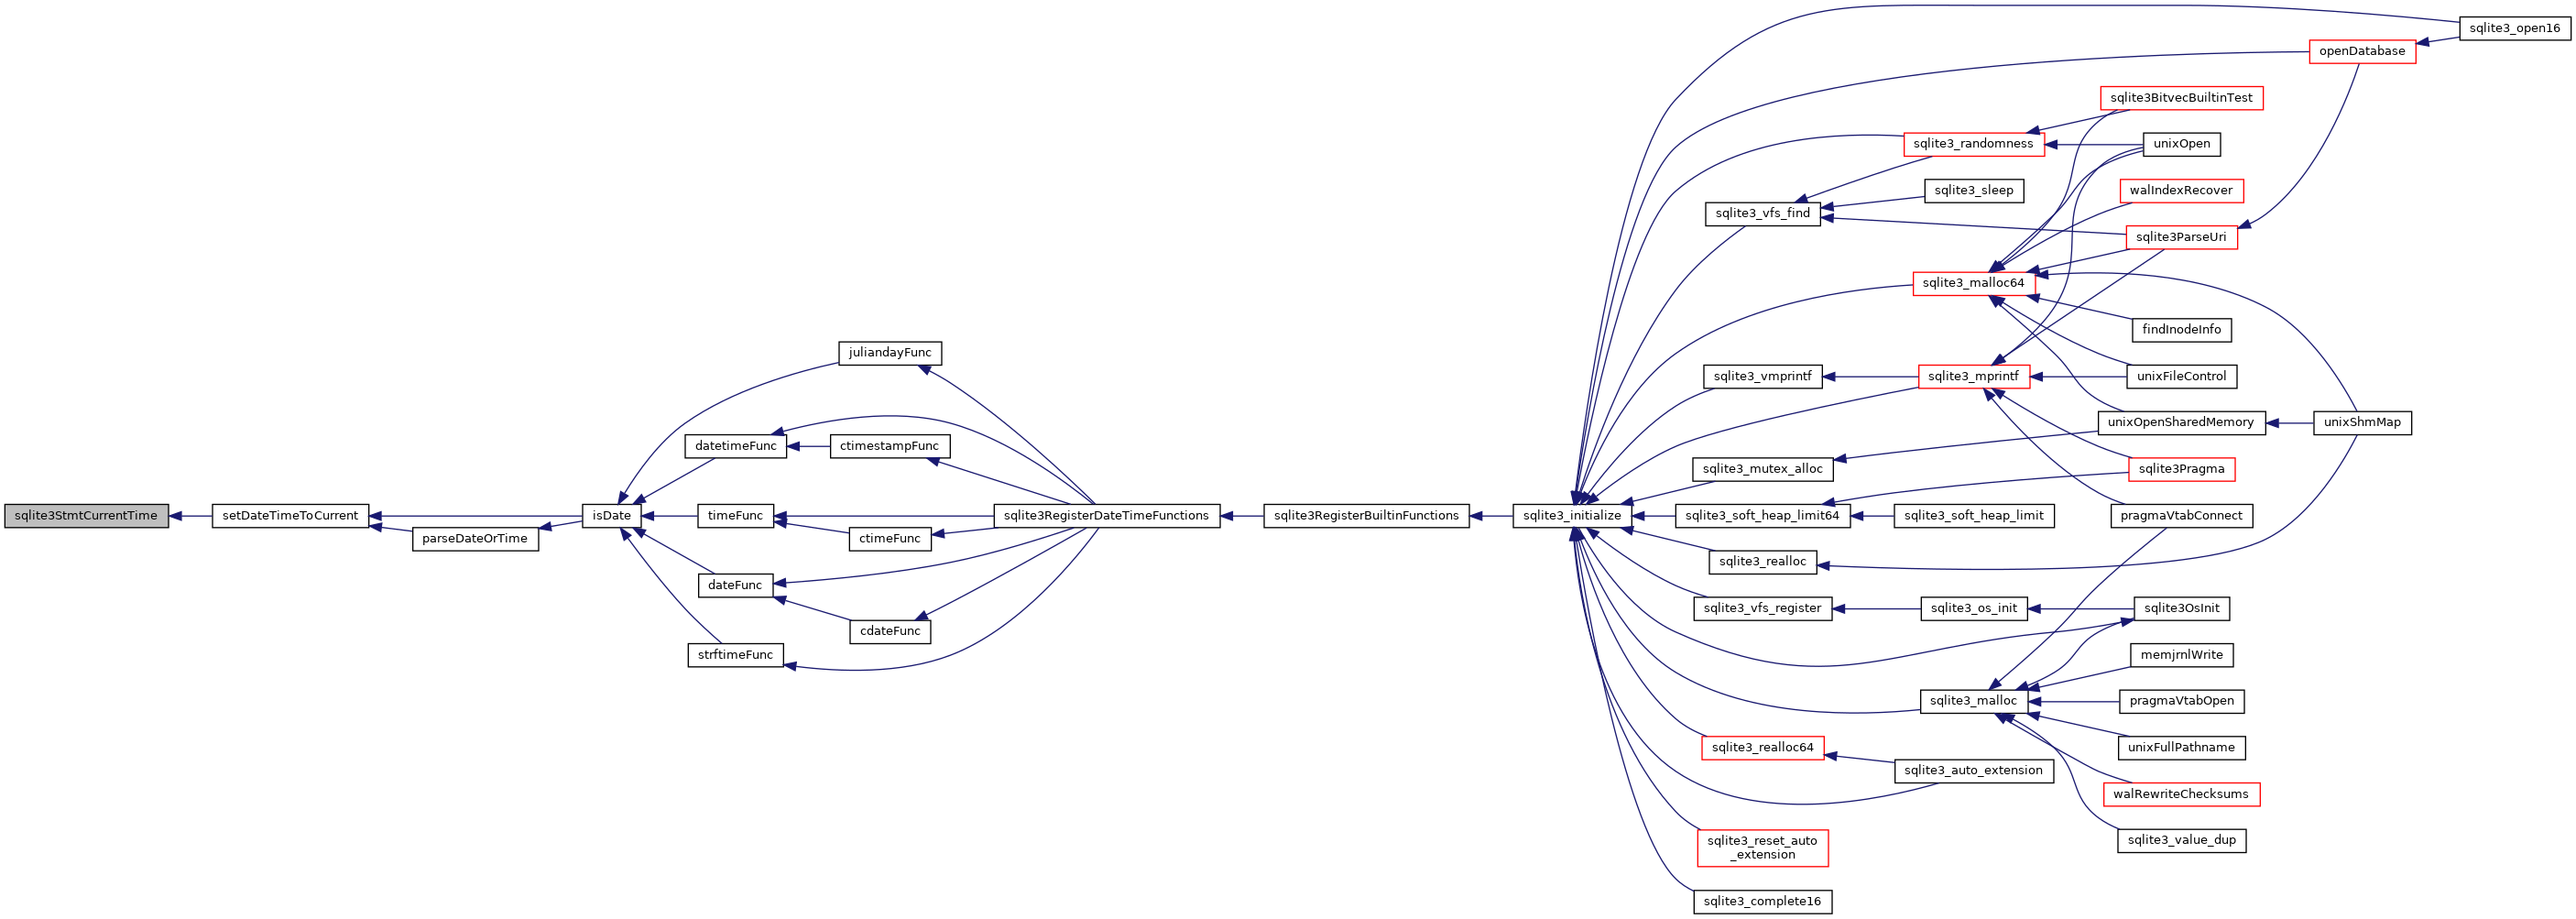 sqlite3StmtCurrentTime
setDateTimeToCurrent
parseDateOrTime
isDate
juliandayFunc
datetimeFunc
timeFunc
dateFunc
strftimeFunc
ctimestampFunc
ctimeFunc
cdateFunc
sqlite3RegisterDateTimeFunctions
sqlite3RegisterBuiltinFunctions
sqlite3_initialize
sqlite3_vfs_find
sqlite3_vmprintf
sqlite3_mutex_alloc
sqlite3_soft_heap_limit64
sqlite3_realloc
sqlite3_vfs_register
sqlite3_realloc64
sqlite3_reset_auto
_extension
sqlite3_complete16
sqlite3_randomness
sqlite3_sleep
sqlite3_malloc64
sqlite3_mprintf
sqlite3_soft_heap_limit
sqlite3_os_init
sqlite3_malloc
sqlite3_auto_extension
sqlite3BitvecBuiltinTest
unixOpen
walIndexRecover
sqlite3ParseUri
findInodeInfo
unixFileControl
unixOpenSharedMemory
sqlite3Pragma
pragmaVtabConnect
sqlite3OsInit
memjrnlWrite
pragmaVtabOpen
unixFullPathname
walRewriteChecksums
sqlite3_value_dup
openDatabase
unixShmMap
sqlite3_open16